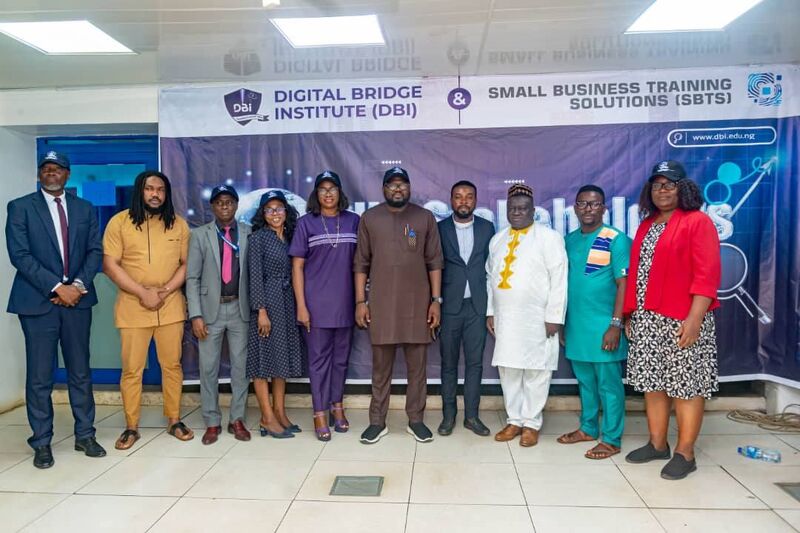 DBI
DIGITAL BRIDGE
INSTITUTE (DBI)
&
SMALL BUSINESS TRAINING
SOLUTIONS (SBTS)
www.dbi.edu.ng